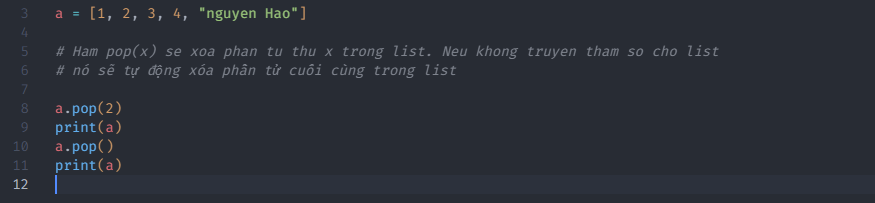 3 a = [1, 2, 3, 4, "nguyen Hao"]
4
5 # Ham pop(x) se xoa phan tu thu x trong list. Neu khong truyen tham so cho list
6 # nó sẽ tự động xóa phần tử cuối cùng trong list
7
8 a.pop(2)
9 print(a)
10 a.pop()
11 print(a)
12